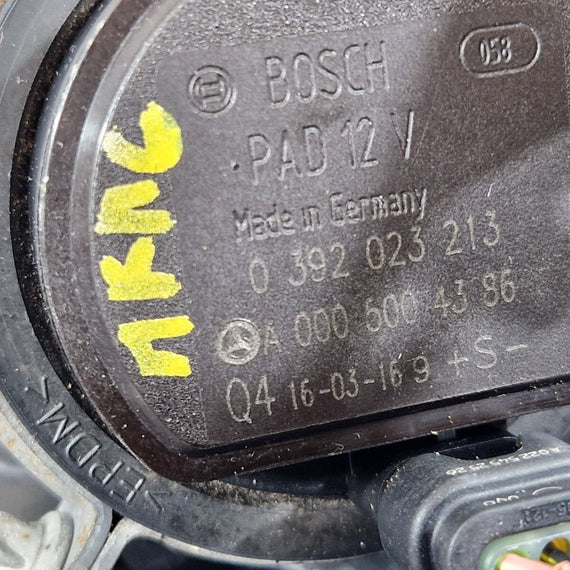 BOSCH
058
PAD 12 V
Made in Germany
0 392 023 213
A 000 500 43 86
Q4 16-03-16 9 +S-
>EPDM<